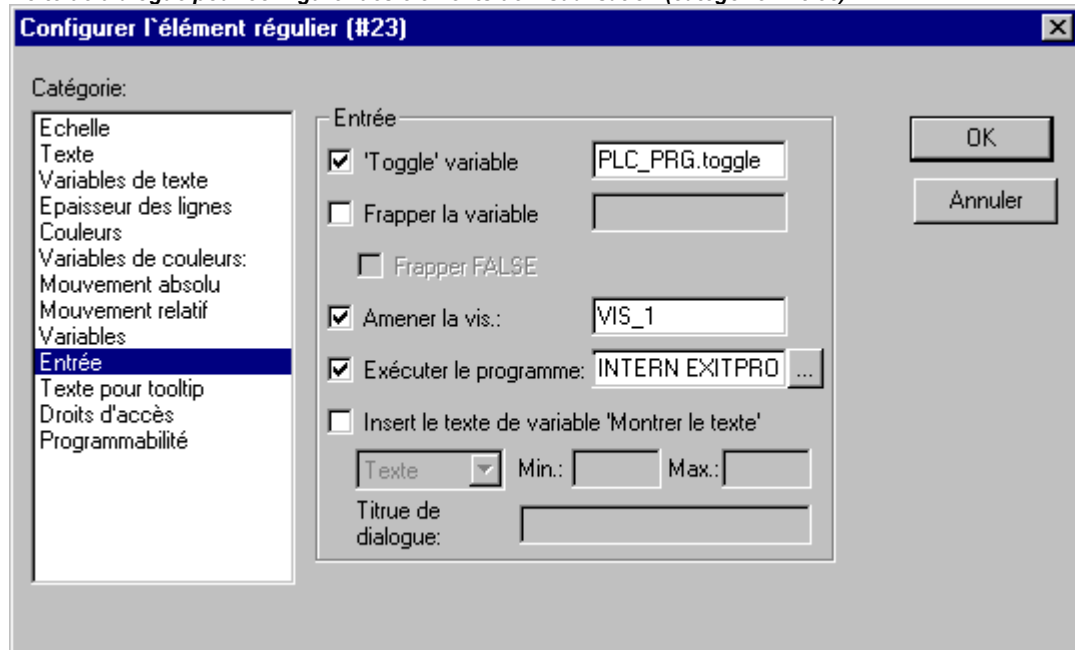 Configurer l`élément régulier (#23)
Catégorie:
Echelle
Texte
Variables de texte
Epaisseur des lignes
Couleurs
Variables de couleurs:
Mouvement absolu
Mouvement relatif
Variables
Entrée
Texte pour tooltip
Droits d'accès
Programmabilité
Entrée
'Toggle' variable PLC_PRG.toggle
Frapper la variable
Frapper FALSE
Amener la vis.: VIS_1
Exécuter le programme: INTERN EXITPRO ...
Insert le texte de variable 'Montrer le texte'
Texte Min.: Max.:
Titrue de
dialogue:
OK
Annuler